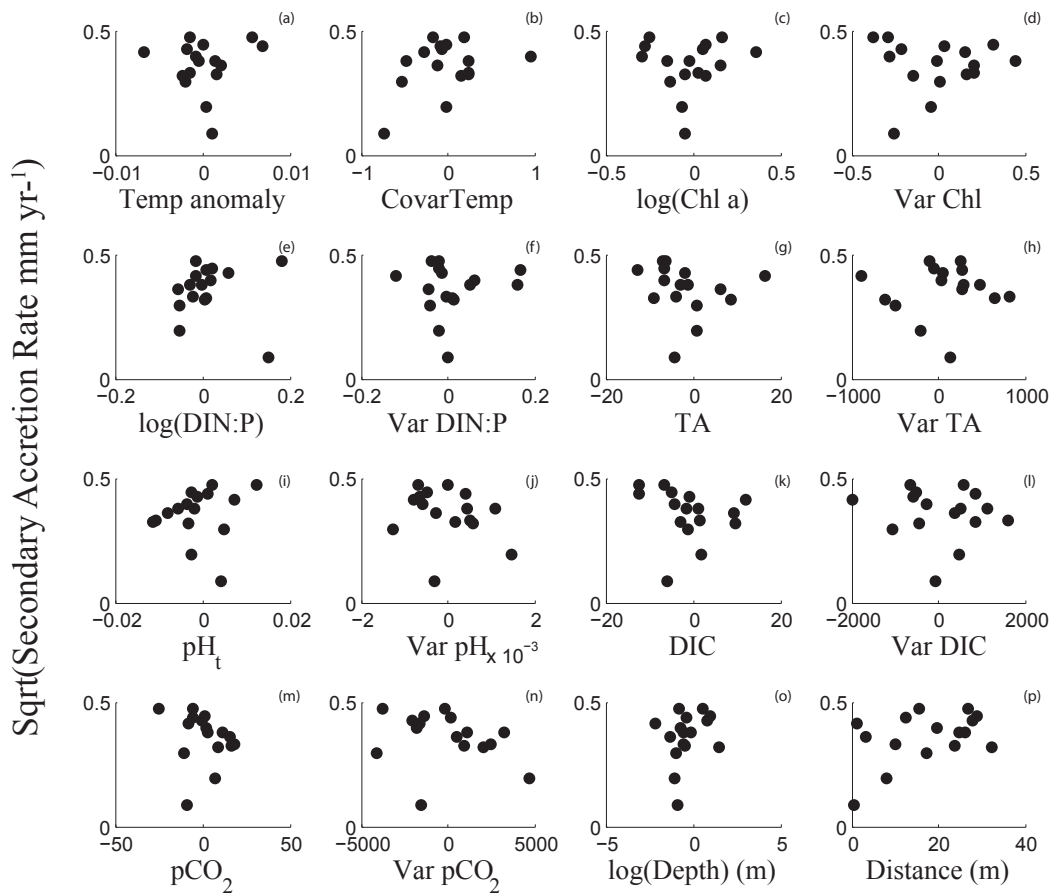 Sqrt(Secondary Accretion Rate mm yr-¹)
(a) (b) (c) (d)
0.5 0.5 0.5 0.5
0 0 0 0
−0.01 0 0.01 −1 0 1 −0.5 0 0.5 −0.5 0 0.5
Temp anomaly CovarTemp log(Chl a) Var Chl
(e) (f) (g) (h)
0.5 0.5 0.5 0.5
0 0 0 0
−0.2 0 0.2 −0.2 0 0.2 −20 0 20 −1000 0 1000
log(DIN:P) Var DIN:P TA Var TA
(i) (j) (k) (l)
0.5 0.5 0.5 0.5
0 0 0 0
−0.02 0 0.02 −2 0 2 −20 0 20 −2000 0 2000
pHₜ Var pH x 10⁻³ DIC Var DIC
(m) (n) (o) (p)
0.5 0.5 0.5 0.5
0 0 0 0
−50 0 50 −5000 0 5000 −5 0 5 0 20 40
pCO₂ Var pCO₂ log(Depth) (m) Distance (m)